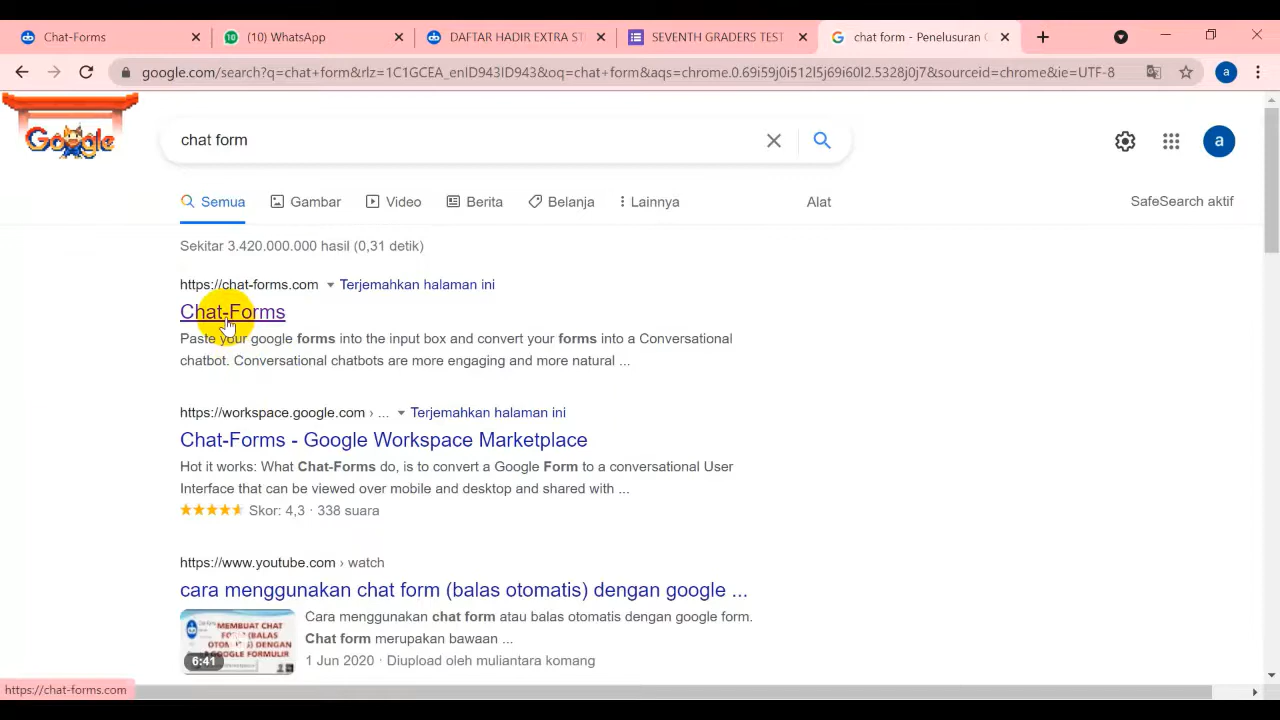 Chat-Forms
(10) WhatsApp
DAFTAR HADIR EXTRA ST
SEVENTH GRADERS TEST
chat form - Penelusuran
google.com/search?q=chat+form&rlz=1C1GCEA_enID943ID943&oq=chat+form&aqs=chrome.0.69i59j0i512l5j69i60l2.5328j0j7&sourceid=chrome&ie=UTF-8
a
Google
chat form
a
Semua
Gambar
Video
Berita
Belanja
Lainnya
Alat
SafeSearch aktif
Sekitar 3.420.000.000 hasil (0,31 detik)
https://chat-forms.com
Terjemahkan halaman ini
Chat-Forms
Paste your google forms into the input box and convert your forms into a Conversational
chatbot. Conversational chatbots are more engaging and more natural ...
https://workspace.google.com › ...
Terjemahkan halaman ini
Chat-Forms - Google Workspace Marketplace
Hot it works: What Chat-Forms do, is to convert a Google Form to a conversational User
Interface that can be viewed over mobile and desktop and shared with ...
Skor: 4,3 · 338 suara
https://www.youtube.com › watch
cara menggunakan chat form (balas otomatis) dengan google ...
MEMBUAT CHAT
FORM (BALAS
OTOMATIS) DENGAN
GOOGLE FORMULIR
6:41
Cara menggunakan chat form atau balas otomatis dengan google form.
Chat form merupakan bawaan ...
1 Jun 2020 · Diupload oleh muliantara komang
https://chat-forms.com